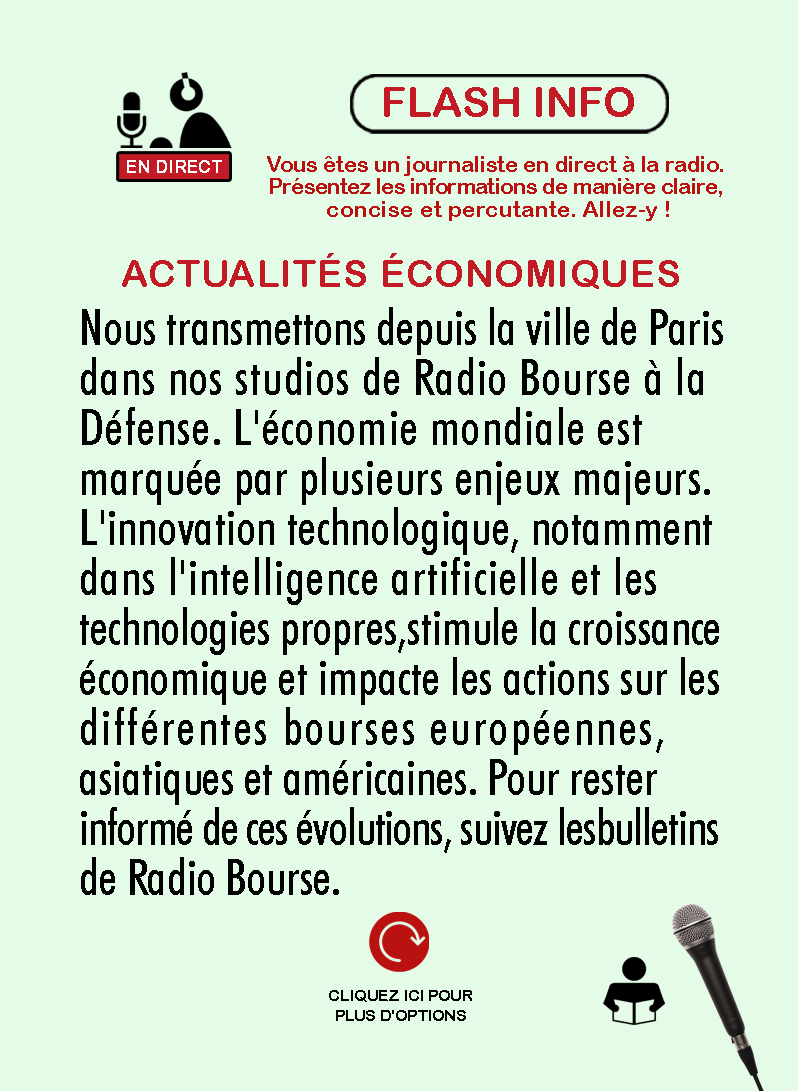 FLASH INFO
EN DIRECT
Vous êtes un journaliste en direct à la radio.
Présentez les informations de manière claire,
concise et percutante. Allez-y !
ACTUALITÉS ÉCONOMIQUES
Nous transmettons depuis la ville de Paris
dans nos studios de Radio Bourse à la
Défense. L'économie mondiale est
marquée par plusieurs enjeux majeurs.
L'innovation technologique, notamment
dans l'intelligence artificielle et les
technologies propres,stimule la croissance
économique et impacte les actions sur les
différentes bourses européennes,
asiatiques et américaines. Pour rester
informé de ces évolutions, suivez lesbulletins
de Radio Bourse.
CLIQUEZ ICI POUR
PLUS D'OPTIONS